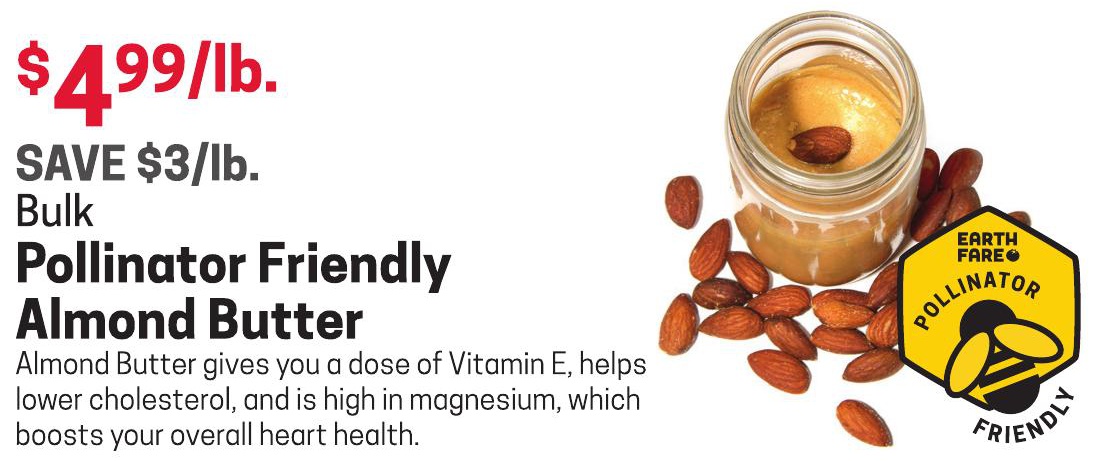 $4.99/lb.
SAVE $3/lb.
Bulk
Pollinator Friendly
Almond Butter
Almond Butter gives you a dose of Vitamin E, helps
lower cholesterol, and is high in magnesium, which
boosts your overall heart health.
EARTH
FARE
POLLINATOR
FRIENDLY